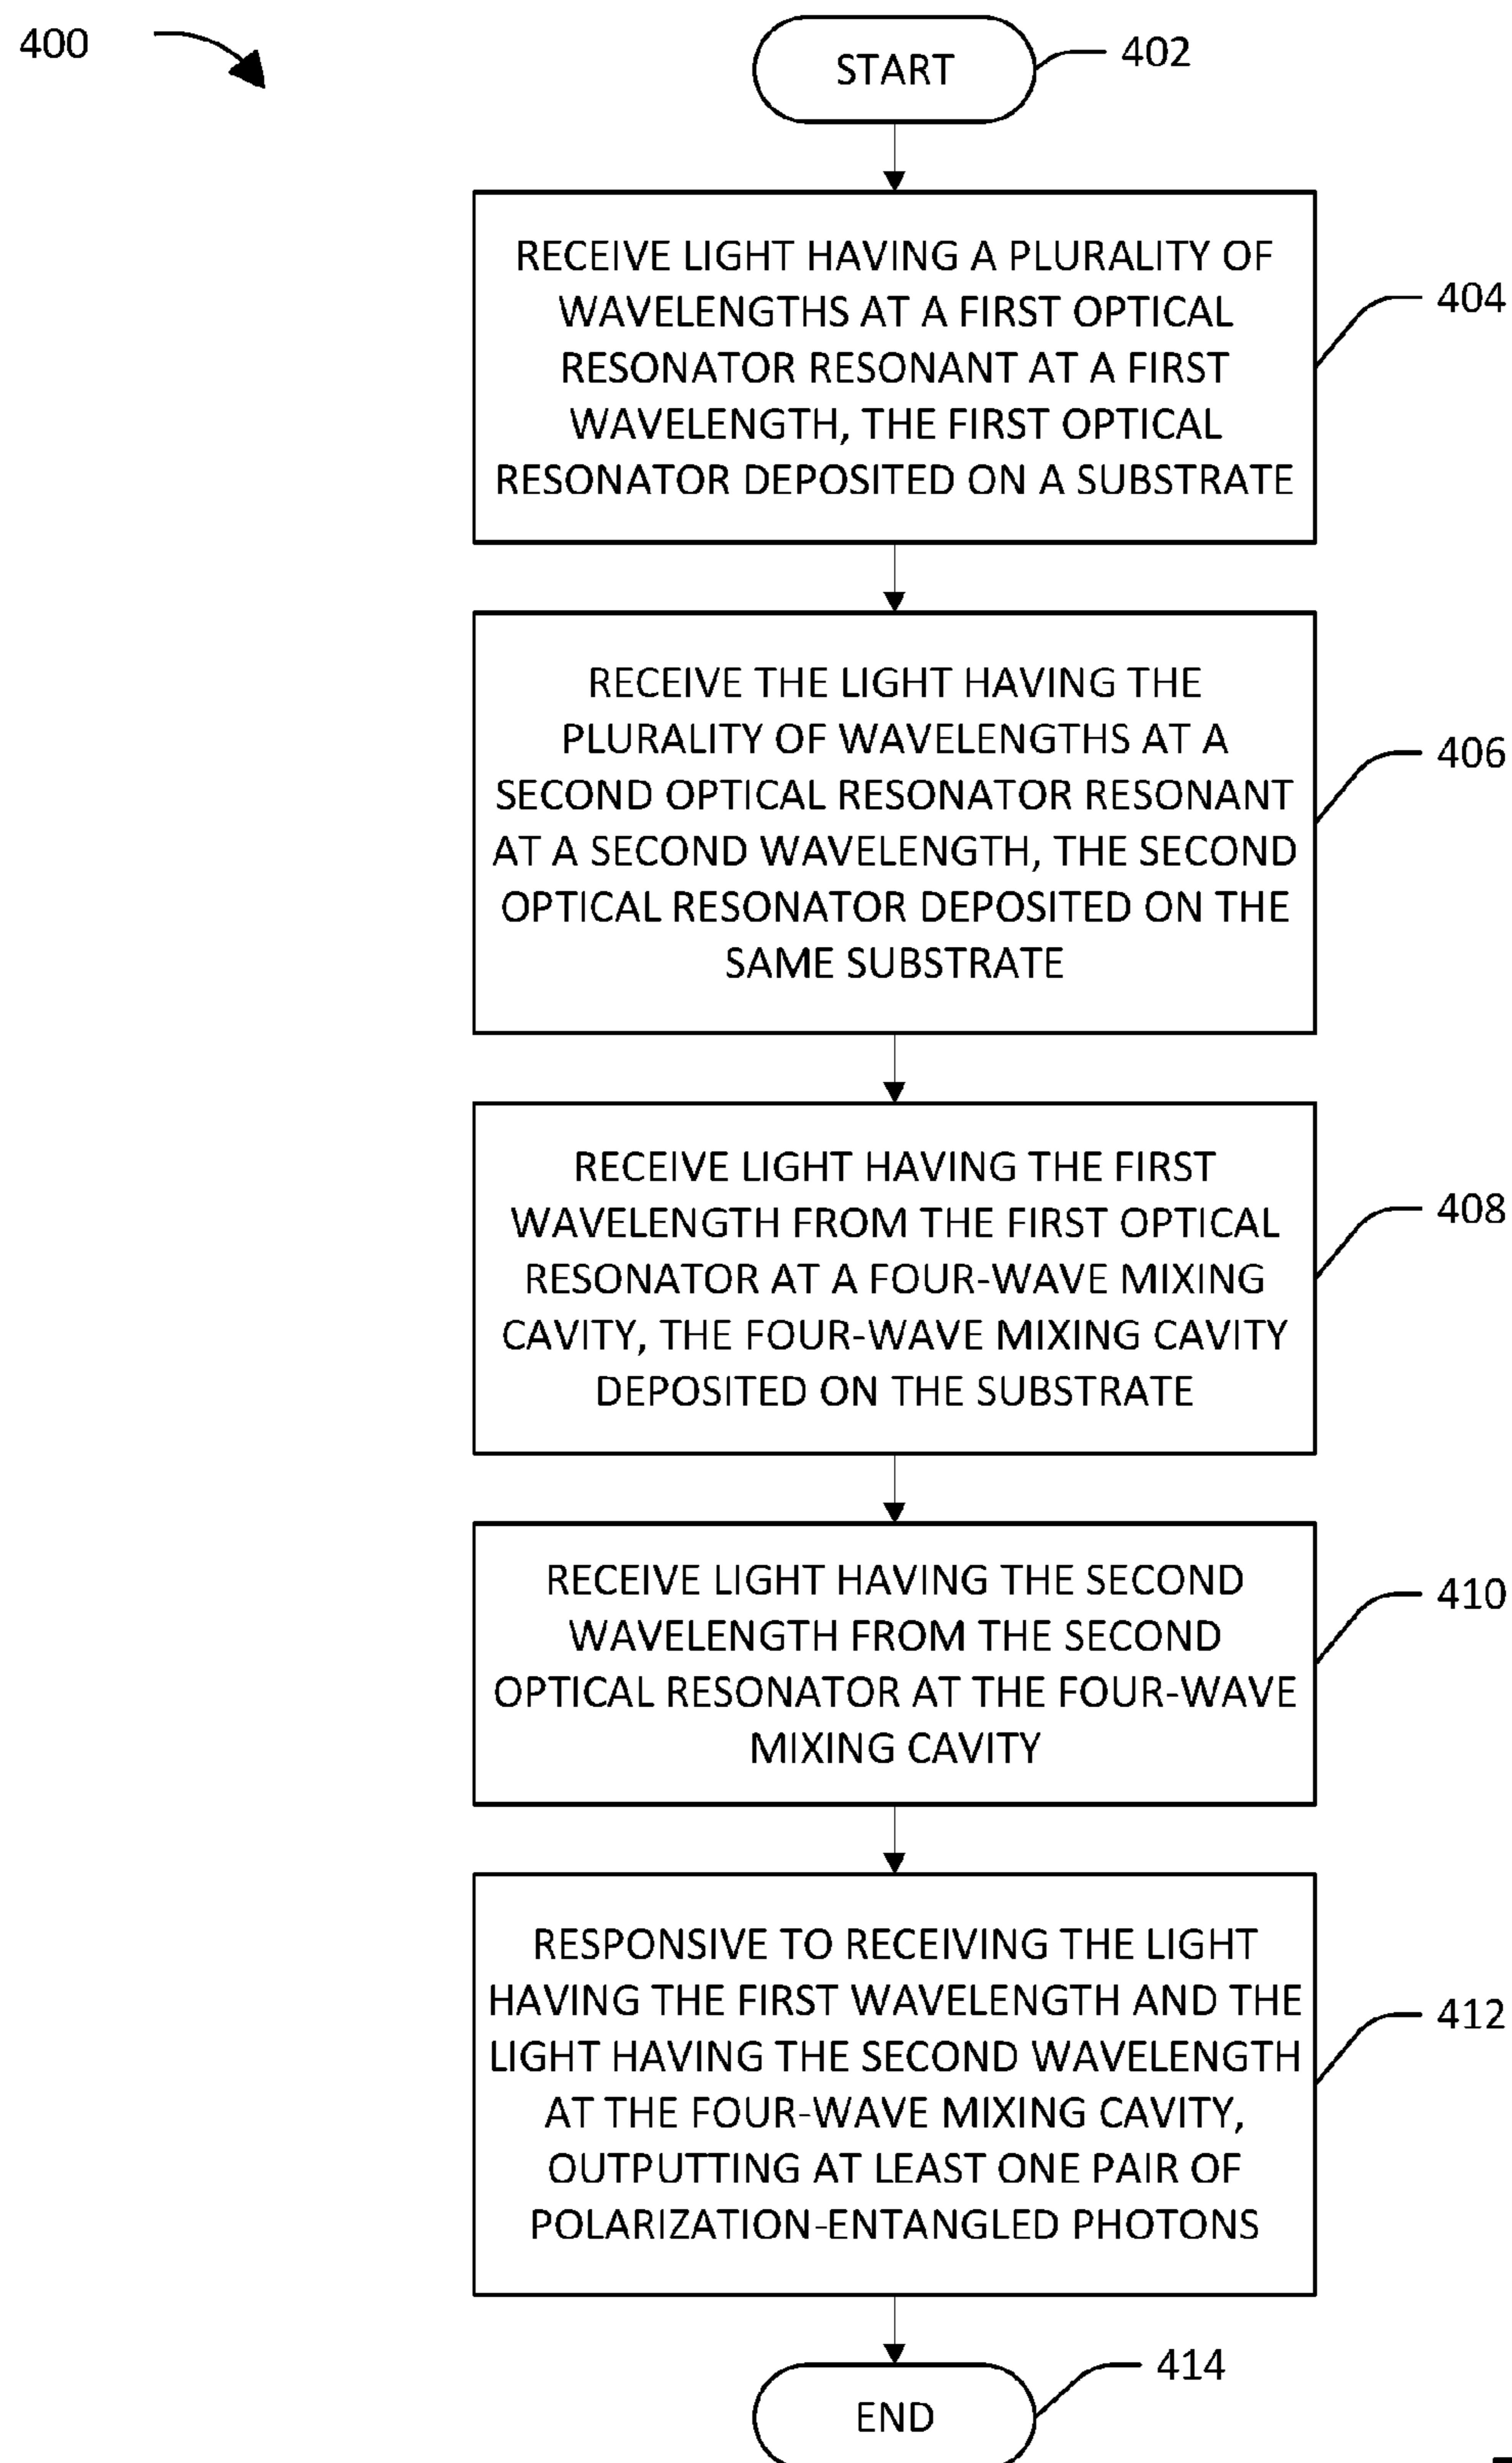 400
START
402
RECEIVE LIGHT HAVING A PLURALITY OF
WAVELENGTHS AT A FIRST OPTICAL
RESONATOR RESONANT AT A FIRST
WAVELENGTH, THE FIRST OPTICAL
RESONATOR DEPOSITED ON A SUBSTRATE
404
RECEIVE THE LIGHT HAVING THE
PLURALITY OF WAVELENGTHS AT A
SECOND OPTICAL RESONATOR RESONANT
AT A SECOND WAVELENGTH, THE SECOND
OPTICAL RESONATOR DEPOSITED ON THE
SAME SUBSTRATE
406
RECEIVE LIGHT HAVING THE FIRST
WAVELENGTH FROM THE FIRST OPTICAL
RESONATOR AT A FOUR-WAVE MIXING
CAVITY, THE FOUR-WAVE MIXING CAVITY
DEPOSITED ON THE SUBSTRATE
408
RECEIVE LIGHT HAVING THE SECOND
WAVELENGTH FROM THE SECOND
OPTICAL RESONATOR AT THE FOUR-WAVE
MIXING CAVITY
410
RESPONSIVE TO RECEIVING THE LIGHT
HAVING THE FIRST WAVELENGTH AND THE
LIGHT HAVING THE SECOND WAVELENGTH
AT THE FOUR-WAVE MIXING CAVITY,
OUTPUTTING AT LEAST ONE PAIR OF
POLARIZATION-ENTANGLED PHOTONS
412
END
414